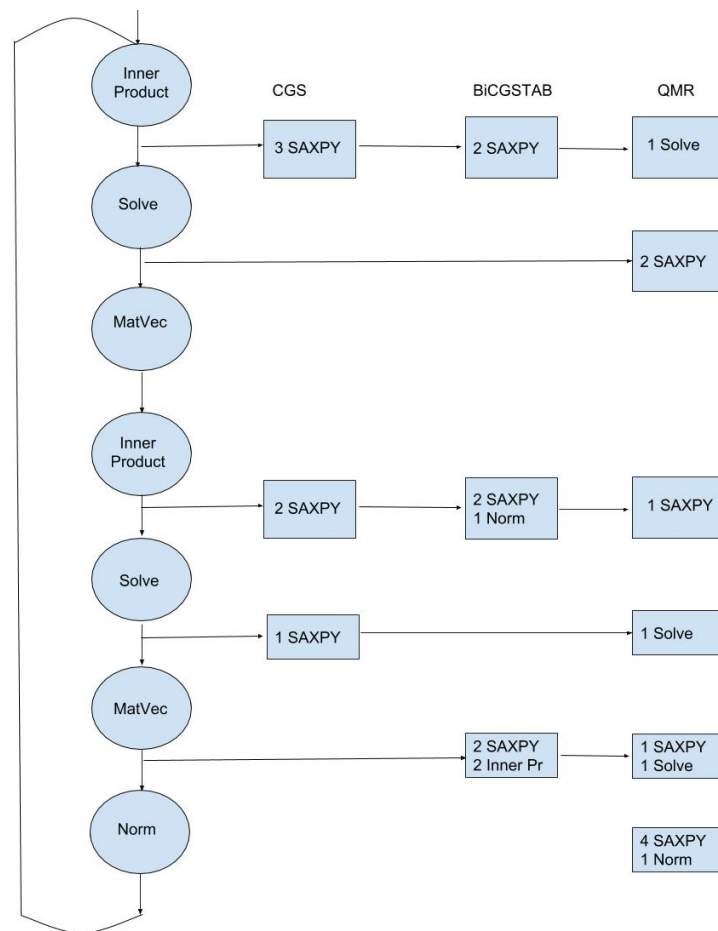 Inner
Product
CGS
BiCGSTAB
QMR
3 SAXPY
2 SAXPY
1 Solve
Solve
2 SAXPY
MatVec
Inner
Product
2 SAXPY
2 SAXPY
1 Norm
1 SAXPY
Solve
1 SAXPY
1 Solve
MatVec
2 SAXPY
2 Inner Pr
1 SAXPY
1 Solve
Norm
4 SAXPY
1 Norm